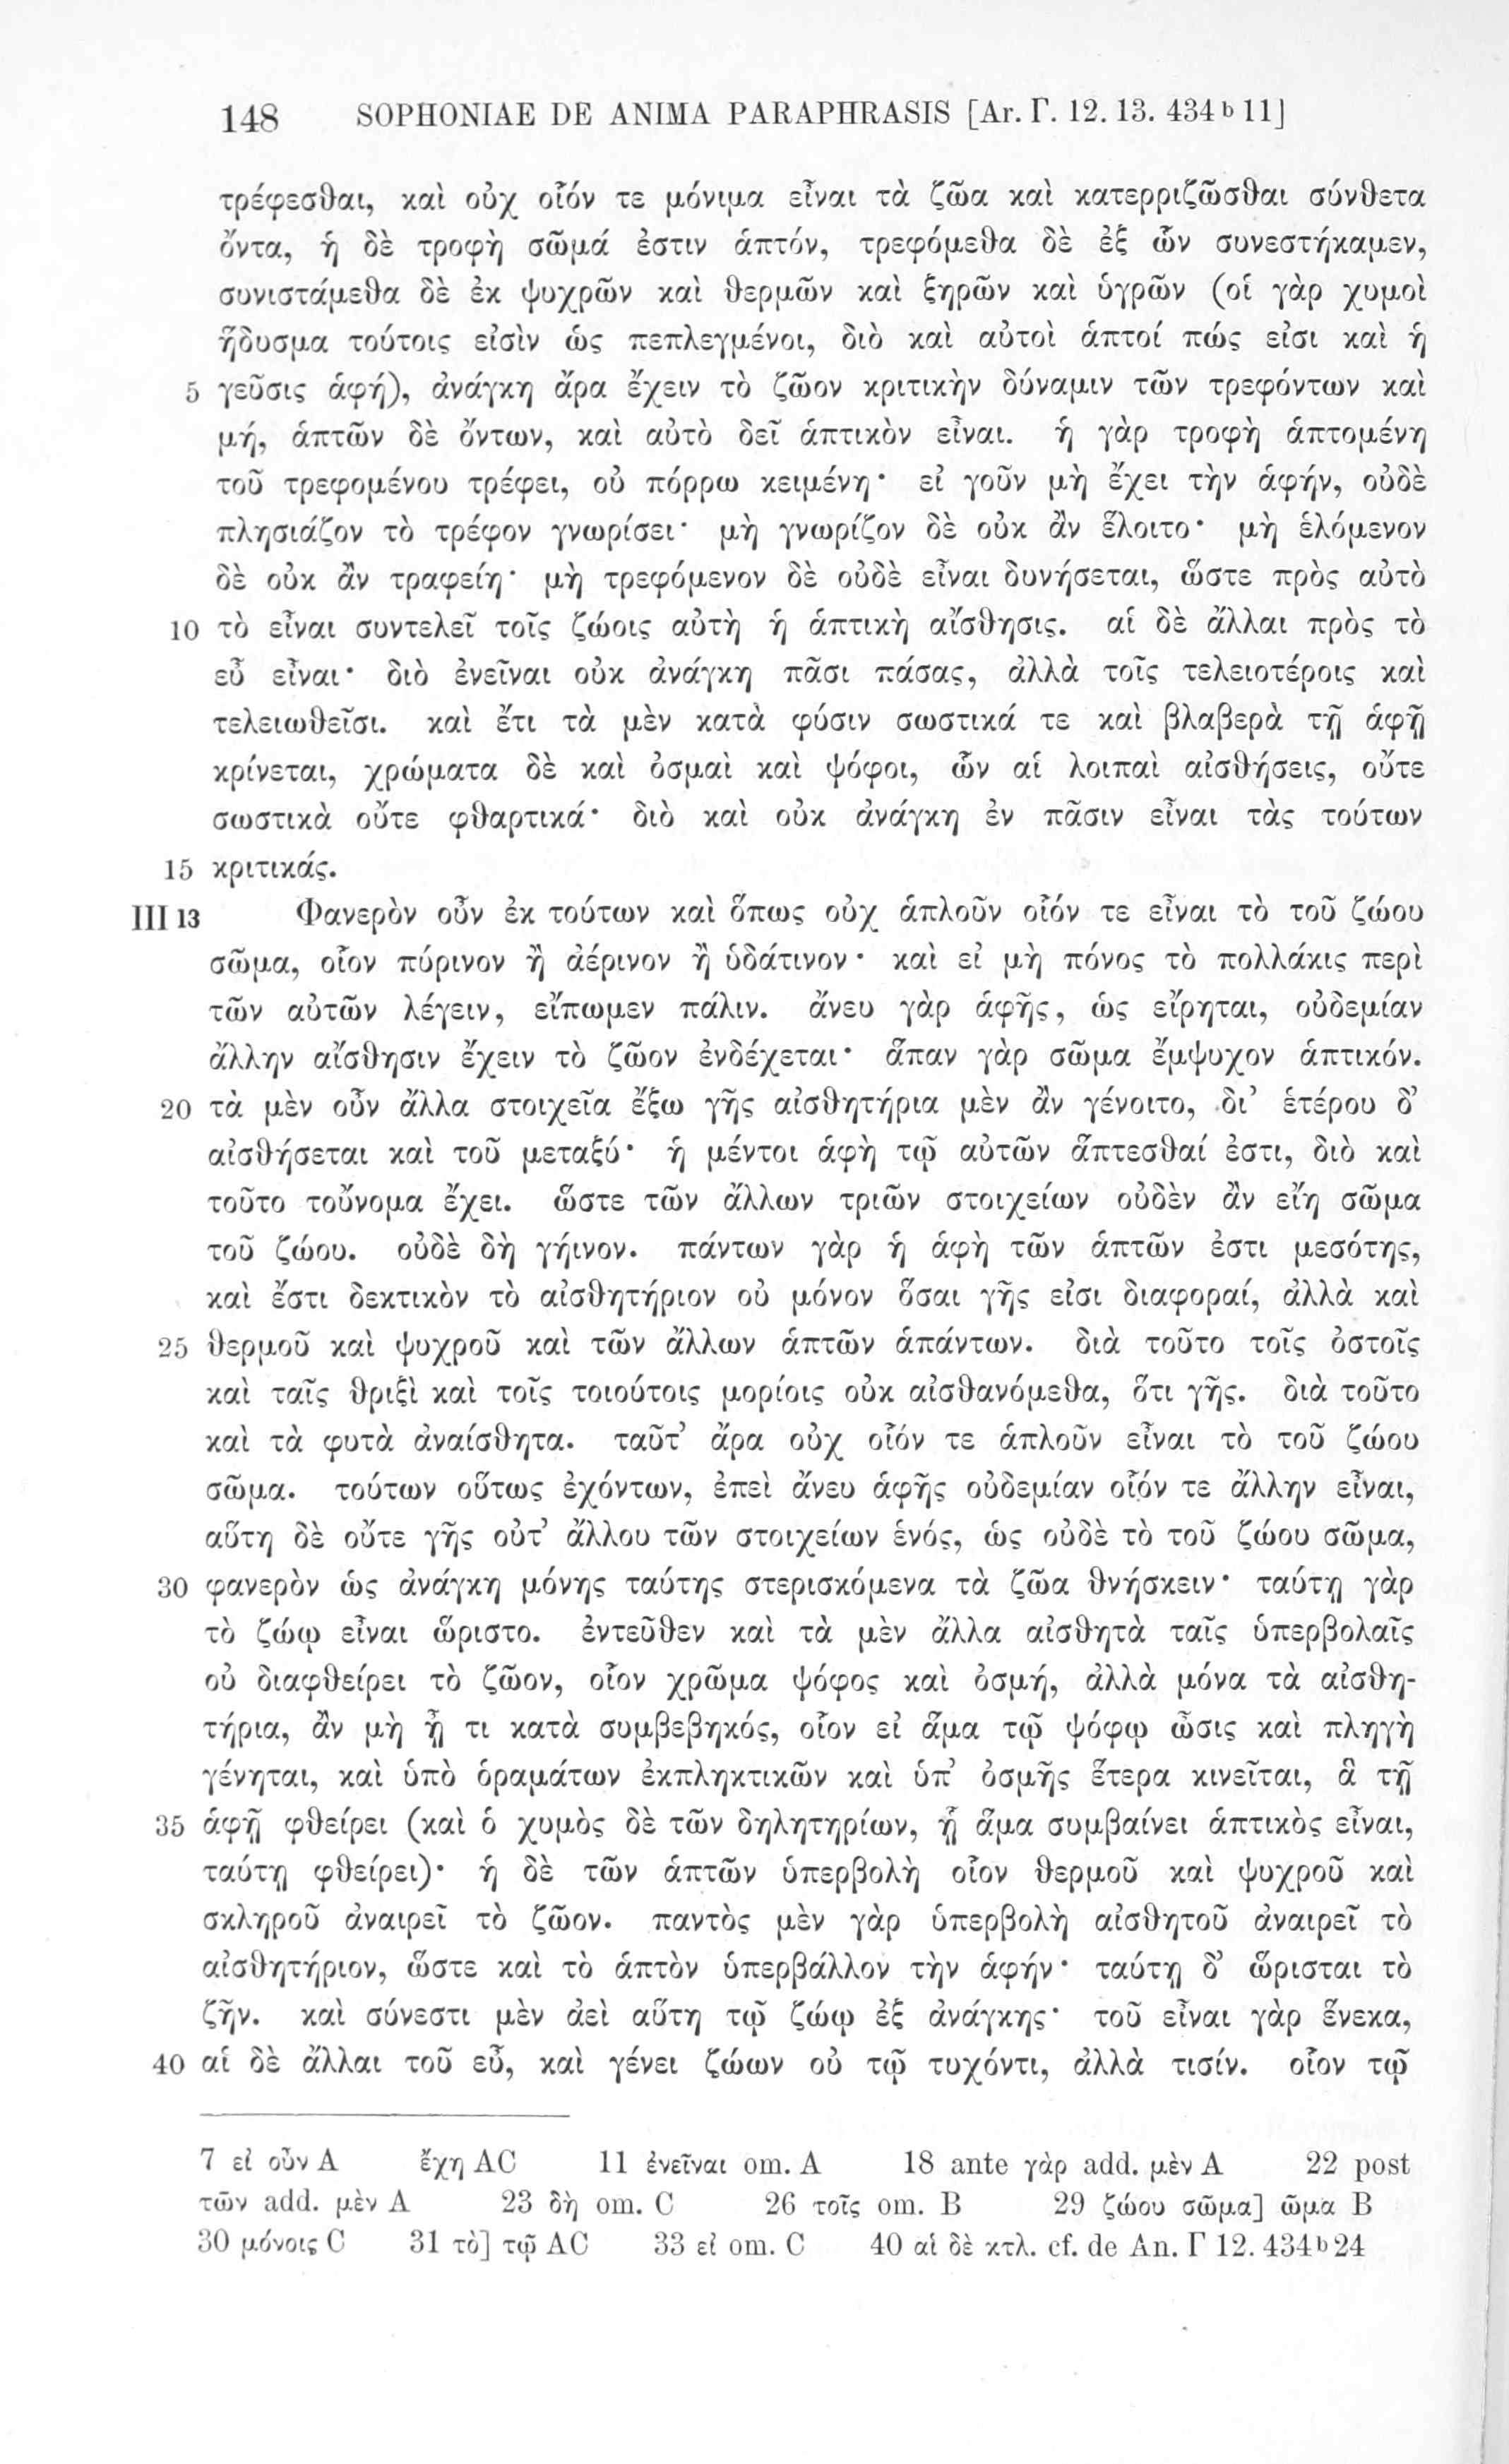 148 SOPHONIAE DE ANIMA PARAPHRASIS [Ar. Γ. 12. 13. 434 b 11]
τρέφεσθαι, καὶ οὐχ οἷόν τε μόνιμα εἶναι τὰ ζῶα καὶ κατερριζῶσθαι σύνθετα
ὄντα, ἡ δὲ τροφὴ σῶμά ἐστιν ἁπτόν, τρεφόμεθα δὲ ἐξ ὧν συνεστήκαμεν,
συνιστάμεθα δὲ ἐκ ψυχρῶν καὶ θερμῶν καὶ ξηρῶν καὶ ὑγρῶν (οἱ γὰρ χυμοὶ
ἥδυσμα τούτοις εἰσὶν ὡς πεπλεγμένοι, διὸ καὶ αὐτοὶ ἁπτοί πώς εἰσι καὶ ἡ
5 γεῦσις ἁφή), ἀνάγκη ἄρα ἔχειν τὸ ζῶον κριτικὴν δύναμιν τῶν τρεφόντων καὶ
μή, ἁπτῶν δὲ ὄντων, καὶ αὐτὸ δεῖ ἁπτικὸν εἶναι. ἡ γὰρ τροφὴ ἁπτομένη
τοῦ τρεφομένου τρέφει, οὐ πόρρω κειμένη· εἰ γοῦν μὴ ἔχει τὴν ἁφήν, οὐδὲ
πλησιάζον τὸ τρέφον γνωρίσει· μὴ γνωρίζον δὲ οὐκ ἂν ἕλοιτο· μὴ ἑλόμενον
δὲ οὐκ ἂν τραφείη· μὴ τρεφόμενον δὲ οὐδὲ εἶναι δυνήσεται, ὥστε πρὸς αὐτὸ
10 τὸ εἶναι συντελεῖ τοῖς ζώοις αὐτὴ ἡ ἁπτικὴ αἴσθησις. αἱ δὲ ἄλλαι πρὸς τὸ
εὖ εἶναι· διὸ ἐνεῖναι οὐκ ἀνάγκη πᾶσι πάσας, ἀλλὰ τοῖς τελειοτέροις καὶ
τελειωθεῖσι. καὶ ἔτι τὰ μὲν κατὰ φύσιν σωστικά τε καὶ βλαβερὰ τῇ ἁφῇ
κρίνεται, χρώματα δὲ καὶ ὀσμαὶ καὶ ψόφοι, ὧν αἱ λοιπαὶ αἰσθήσεις, οὔτε
σωστικὰ οὔτε φθαρτικά· διὸ καὶ οὐκ ἀνάγκη ἐν πᾶσιν εἶναι τὰς τούτων
15 κριτικάς.
III 13 Φανερὸν οὖν ἐκ τούτων καὶ ὅπως οὐχ ἁπλοῦν οἷόν τε εἶναι τὸ τοῦ ζώου
σῶμα, οἷον πύρινον ἢ ἀέρινον ἢ ὑδάτινον· καὶ εἰ μὴ πόνος τὸ πολλάκις περὶ
τῶν αὐτῶν λέγειν, εἴπωμεν πάλιν. ἄνευ γὰρ ἁφῆς, ὡς εἴρηται, οὐδεμίαν
ἄλλην αἴσθησιν ἔχειν τὸ ζῶον ἐνδέχεται· ἅπαν γὰρ σῶμα ἔμψυχον ἁπτικόν.
20 τὰ μὲν οὖν ἄλλα στοιχεῖα ἔξω γῆς αἰσθητήρια μὲν ἂν γένοιτο, δι’ ἑτέρου δ’
αἰσθήσεται καὶ τοῦ μεταξύ· ἡ μέντοι ἁφὴ τῷ αὐτῶν ἅπτεσθαί ἐστι, διὸ καὶ
τοῦτο τοὔνομα ἔχει. ὥστε τῶν ἄλλων τριῶν στοιχείων οὐδὲν ἂν εἴη σῶμα
τοῦ ζώου. οὐδὲ δὴ γήινον. πάντων γὰρ ἡ ἁφὴ τῶν ἁπτῶν ἐστι μεσότης,
καὶ ἔστι δεκτικὸν τὸ αἰσθητήριον οὐ μόνον ὅσαι γῆς εἰσι διαφοραί, ἀλλὰ καὶ
25 θερμοῦ καὶ ψυχροῦ καὶ τῶν ἄλλων ἁπτῶν ἁπάντων. διὰ τοῦτο τοῖς ὀστοῖς
καὶ ταῖς θριξὶ καὶ τοῖς τοιούτοις μορίοις οὐκ αἰσθανόμεθα, ὅτι γῆς. διὰ τοῦτο
καὶ τὰ φυτὰ ἀναίσθητα. ταῦτ’ ἄρα οὐχ οἷόν τε ἁπλοῦν εἶναι τὸ τοῦ ζώου
σῶμα. τούτων οὕτως ἐχόντων, ἐπεὶ ἄνευ ἁφῆς οὐδεμίαν οἷόν τε ἄλλην εἶναι,
αὕτη δὲ οὔτε γῆς οὔτ’ ἄλλου τῶν στοιχείων ἑνός, ὡς οὐδὲ τὸ τοῦ ζώου σῶμα,
30 φανερὸν ὡς ἀνάγκη μόνης ταύτης στερισκόμενα τὰ ζῶα θνήσκειν· ταύτῃ γὰρ
τὸ ζώῳ εἶναι ὥριστο. ἐντεῦθεν καὶ τὰ μὲν ἄλλα αἰσθητὰ ταῖς ὑπερβολαῖς
οὐ διαφθείρει τὸ ζῶον, οἷον χρῶμα ψόφος καὶ ὀσμή, ἀλλὰ μόνα τὰ αἰσθη-
τήρια, ἂν μὴ ᾖ τι κατὰ συμβεβηκός, οἷον εἰ ἅμα τῷ ψόφῳ ὦσις καὶ πληγὴ
γένηται, καὶ ὑπὸ ὁραμάτων ἐκπληκτικῶν καὶ ὑπ’ ὀσμῆς ἕτερα κινεῖται, ἃ τῇ
35 ἁφῇ φθείρει (καὶ ὁ χυμὸς δὲ τῶν δηλητηρίων, ᾗ ἅμα συμβαίνει ἁπτικὸς εἶναι,
ταύτῃ φθείρει)· ἡ δὲ τῶν ἁπτῶν ὑπερβολὴ οἷον θερμοῦ καὶ ψυχροῦ καὶ
σκληροῦ ἀναιρεῖ τὸ ζῶον. παντὸς μὲν γὰρ ὑπερβολὴ αἰσθητοῦ ἀναιρεῖ τὸ
αἰσθητήριον, ὥστε καὶ τὸ ἁπτὸν ὑπερβάλλον τὴν ἁφήν· ταύτῃ δ’ ὥρισται τὸ
ζῆν. καὶ σύνεστι μὲν ἀεὶ αὕτη τῷ ζώῳ ἐξ ἀνάγκης· τοῦ εἶναι γὰρ ἕνεκα,
40 αἱ δὲ ἄλλαι τοῦ εὖ, καὶ γένει ζώων οὐ τῷ τυχόντι, ἀλλὰ τισίν. οἷον τῷ
7 εἰ οὖν A ἔχῃ AC 11 ἐνεῖναι om. A 18 ante γὰρ add. μὲν A 22 post
τῶν add. μὲν A 23 δὴ om. C 26 τοῖς om. B 29 ζώου σῶμα] ῶμα B
30 μόνοις C 31 τὸ] τῷ AC 33 εἰ om. C 40 αἱ δὲ κτλ. cf. de An. Γ 12. 434 b 24